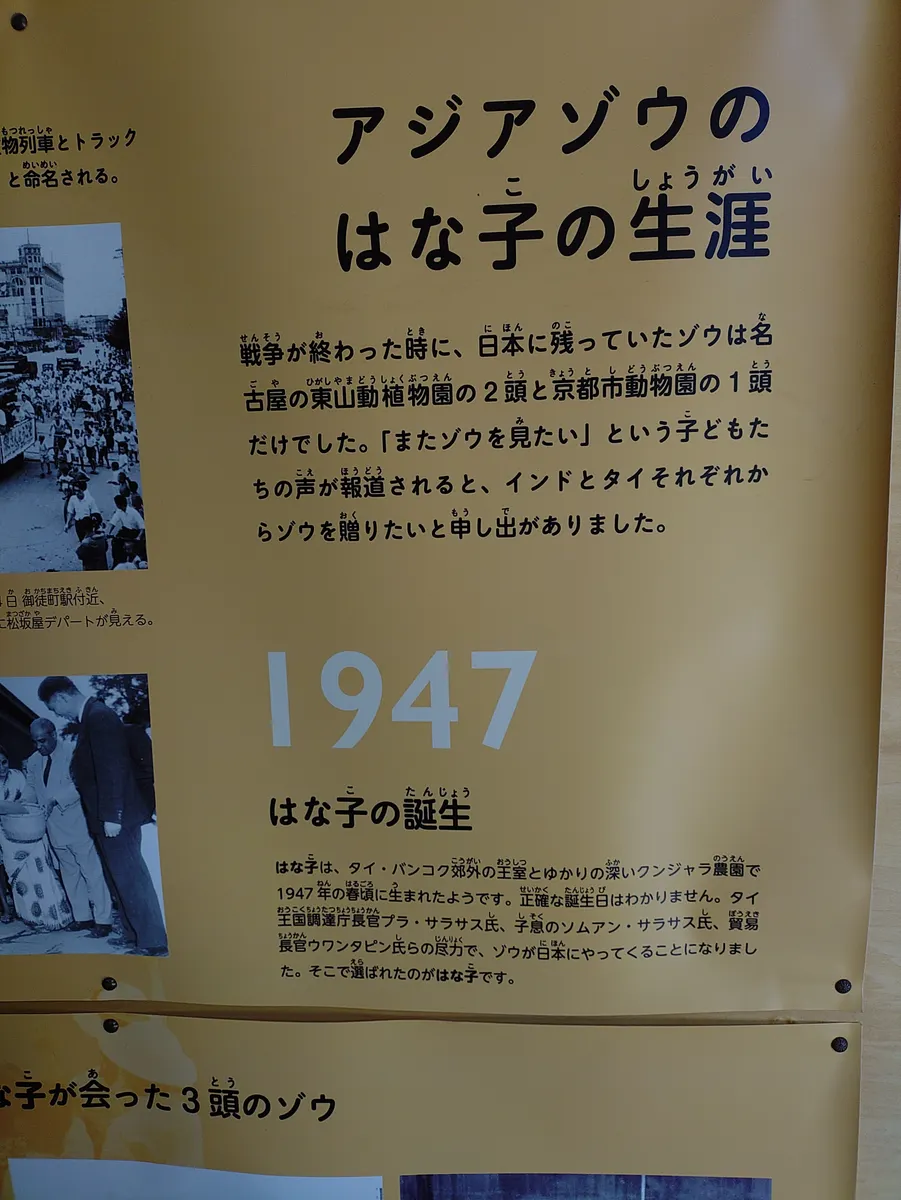 アジアゾウの
はな子の生涯
戦争が終わった時に、日本に残っていたゾウは名
古屋の東山動植物園の2頭と京都市動物園の1頭
だけでした。「またゾウを見たい」という子どもた
ちの声が報道されると、インドとタイそれぞれか
らゾウを贈りたいと申し出がありました。
1947
はな子の誕生
はな子は、タイ・バンコク郊外の王室とゆかりの深いクンジャラ農園で
1947年の春頃に生まれたようです。正確な誕生日はわかりません。タイ
王国調達庁長官プラ・サラサス氏、子息のソムアン・サラサス氏、貿易
長官ウワンタピン氏らの尽力で、ゾウが日本にやってくることになりまし
た。そこで選ばれたのがはな子です。
物列車とトラック
と命名される。
日 御徒町駅付近、
に松坂屋デパートが見える。
な子が会った3頭のゾウ